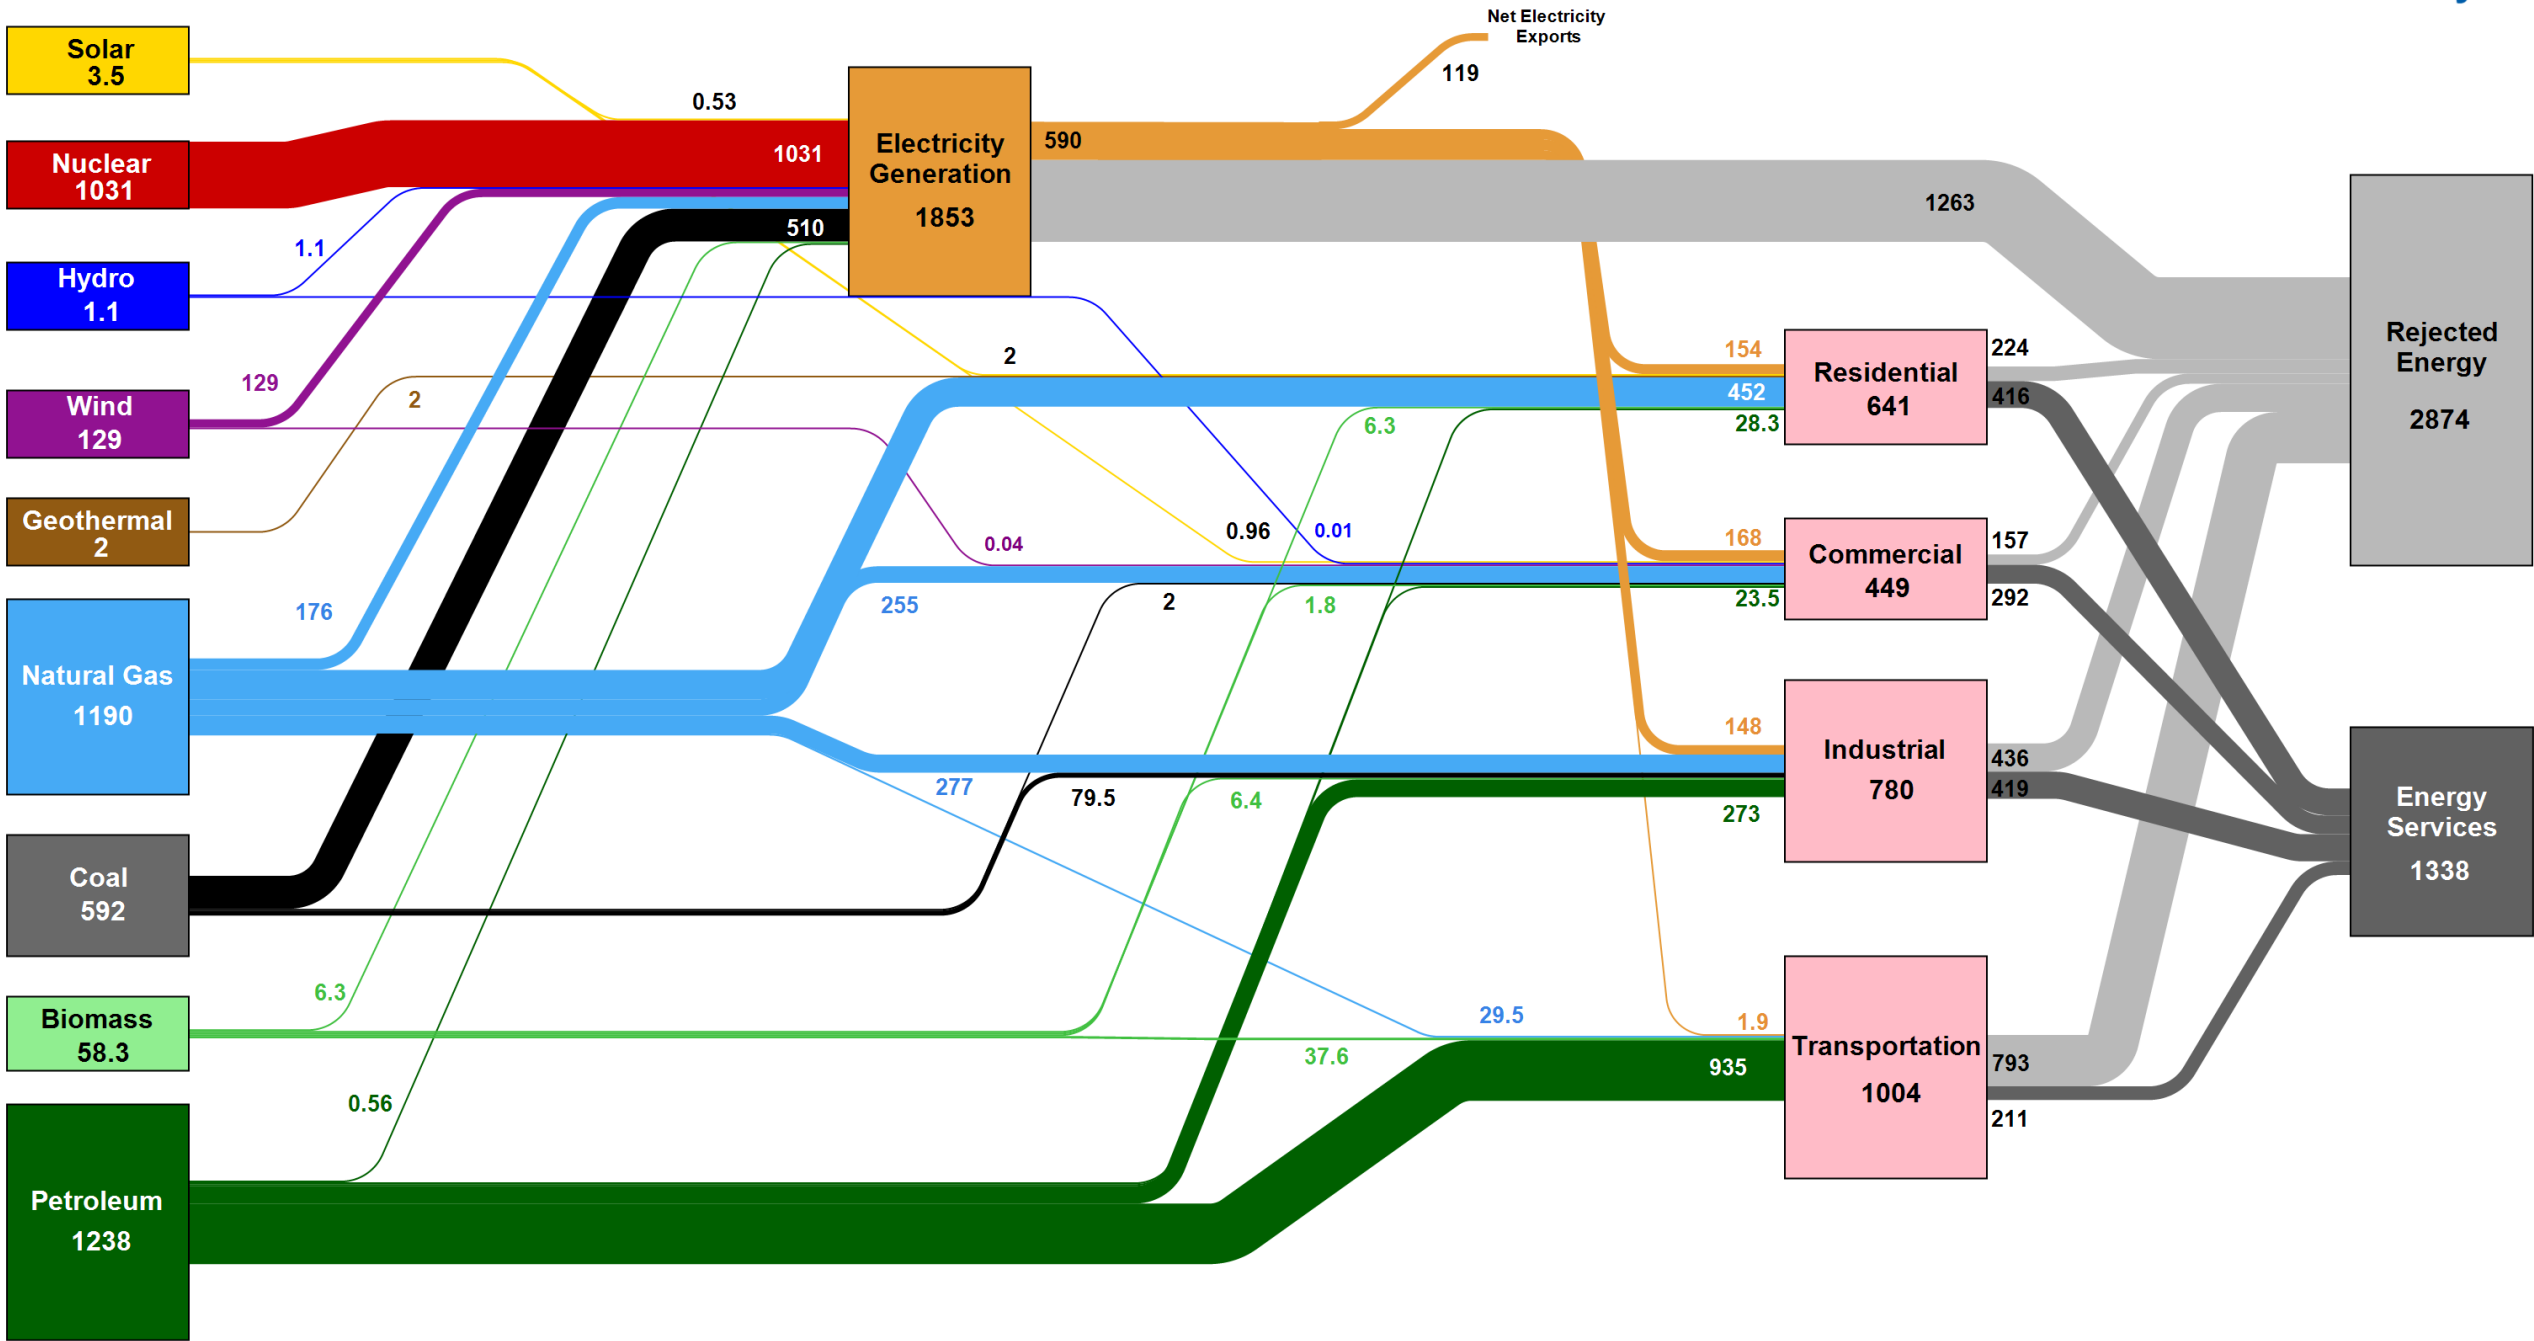 Net Electricity
Exports
119
Solar
3.5
0.53
Nuclear
1031
1031
Electricity
Generation
1853
590
1263
Hydro
1.1
1.1
510
Wind
129
129
2
2
Geothermal
2
0.04
0.96
0.01
6.3
154
452
28.3
Residential
641
224
416
Rejected
Energy
2874
Natural Gas
1190
176
255
2
1.8
168
23.5
Commercial
449
157
292
277
79.5
6.4
148
273
Industrial
780
436
419
Energy
Services
1338
Coal
592
Biomass
58.3
6.3
29.5
37.6
1.9
935
Transportation
1004
793
211
Petroleum
1238
0.56